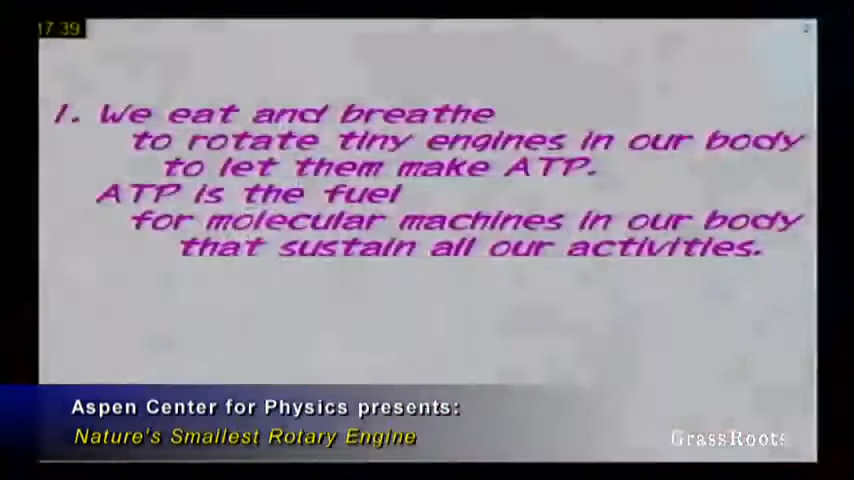 17.39
1. We eat and breathe
to rotate tiny engines in our body
to let them make ATP.
ATP is the fuel
for molecular machines in our body
that sustain all our activities.
Aspen Center for Physics presents:
Nature's Smallest Rotary Engine
GrassRoots